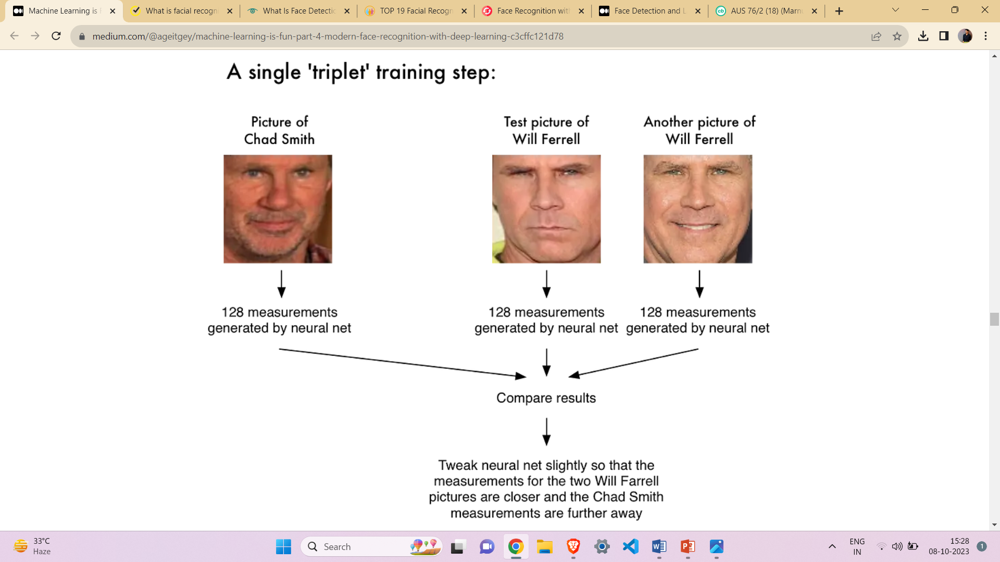 Machine Learning is F
What is facial recogni
What Is Face Detectio
TOP 19 Facial Recogn
Face Recognition with
Face Detection and L
cb
AUS 76/2 (18) (Marnu
medium.com/@ageitgey/machine-learning-is-fun-part-4-modern-face-recognition-with-deep-learning-c3cffc121d78
A single 'triplet' training step:
Picture of
Chad Smith
Test picture of
Will Ferrell
Another picture of
Will Ferrell
128 measurements
generated by neural net
128 measurements
generated by neural net
128 measurements
generated by neural net
Compare results
Tweak neural net slightly so that the
measurements for the two Will Farrell
pictures are closer and the Chad Smith
measurements are further away
33°C
Haze
Search
ENG
IN
15:28
08-10-2023
1